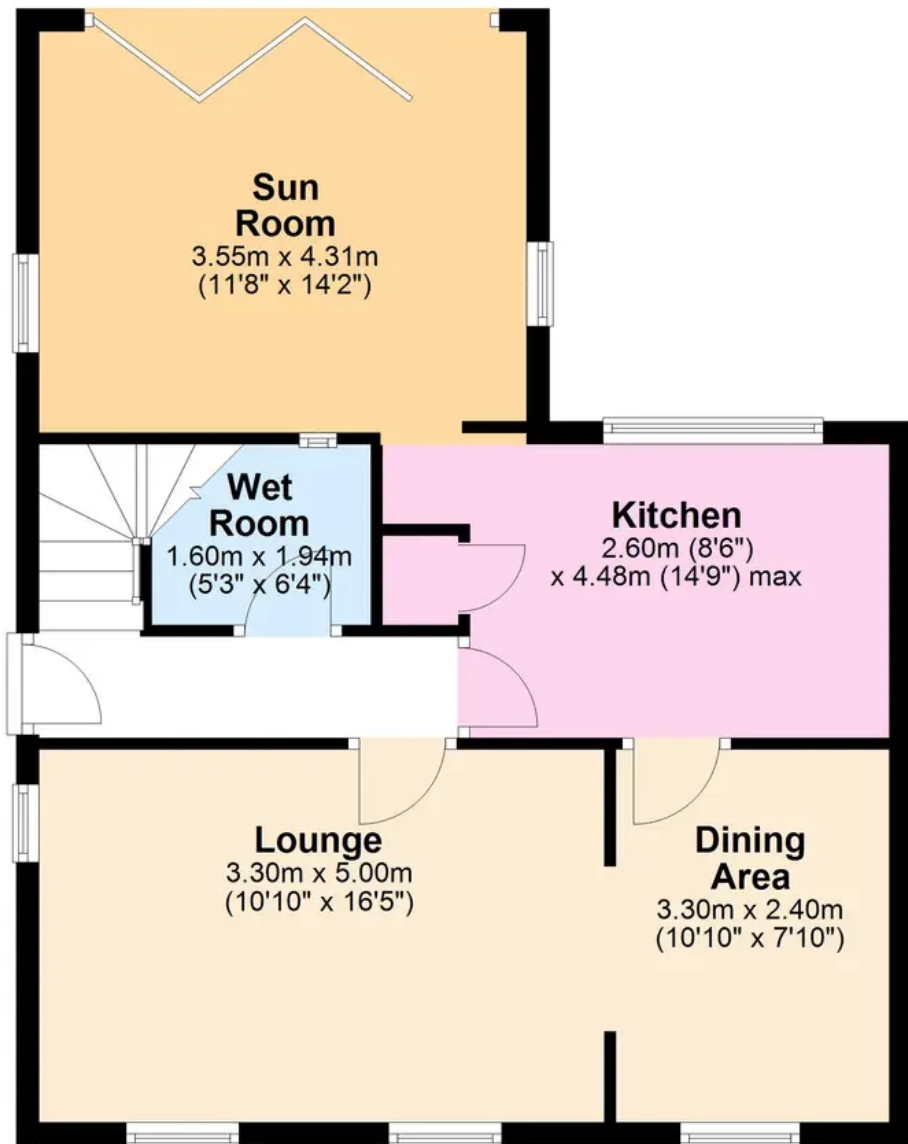 Sun
Room
3.55m x 4.31m
(11'8" x 14'2")
Wet
Room
1.60m x 1.94m
(5'3" x 6'4")
Kitchen
2.60m (8'6")
x 4.48m (14'9") max
Lounge
3.30m x 5.00m
(10'10" x 16'5")
Dining
Area
3.30m x 2.40m
(10'10" x 7'10")